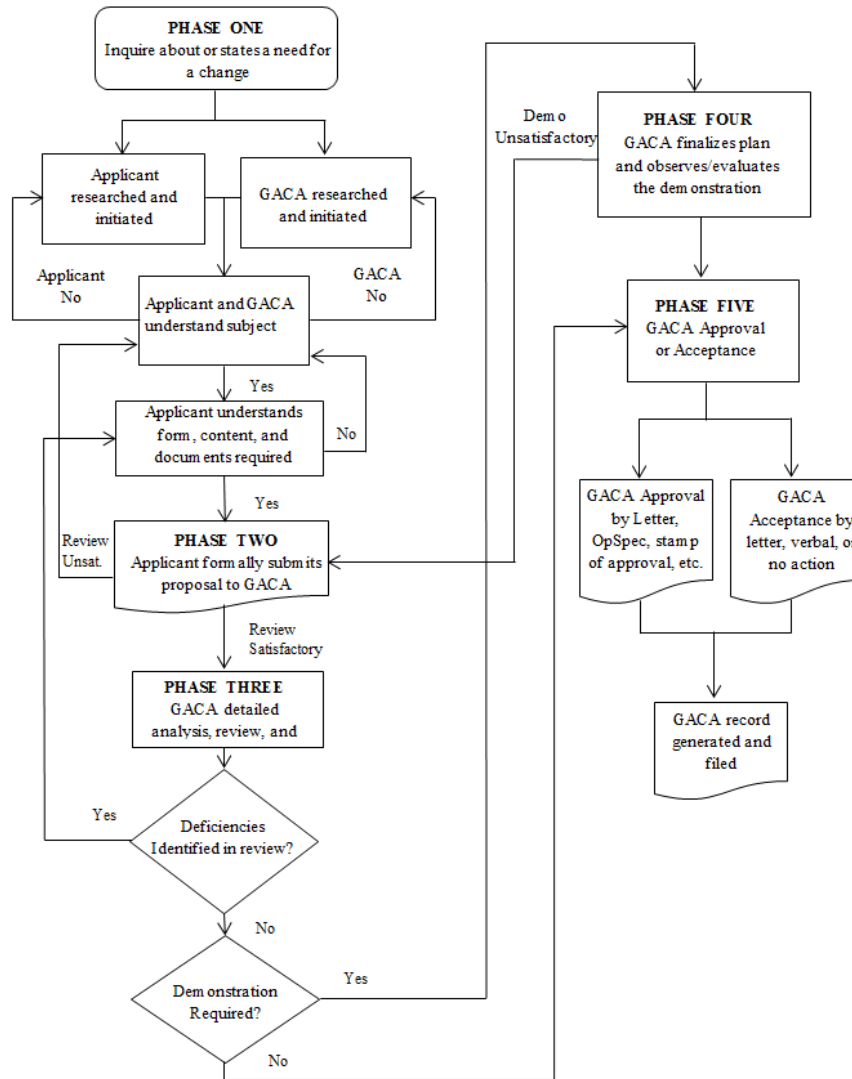 PHASE ONE
Inquire about or states a need for
a change
Applicant
researched and
initiated
GACA researched
and initiated
Applicant
No
GACA
No
Applicant and GACA
understand subject
Yes
Applicant understands
form, content, and
documents required
No
Yes
Review
Unsat.
PHASE TWO
Applicant formally submits
proposal to GACA
Review
Satisfactory
PHASE THREE
GACA detailed
analysis, review, and
Yes
Deficiencies
Identified in review?
No
Demonstration
Required?
Yes
No
Demo
Unsatisfactory
PHASE FOUR
GACA finalizes plan
and observes/evaluates
the demonstration
PHASE FIVE
GACA Approval
or Acceptance
GACA Approval
by Letter,
OpSpec, stamp
of approval, etc.
GACA
Acceptance by
letter, verbal, or
no action
GACA record
generated and
filed